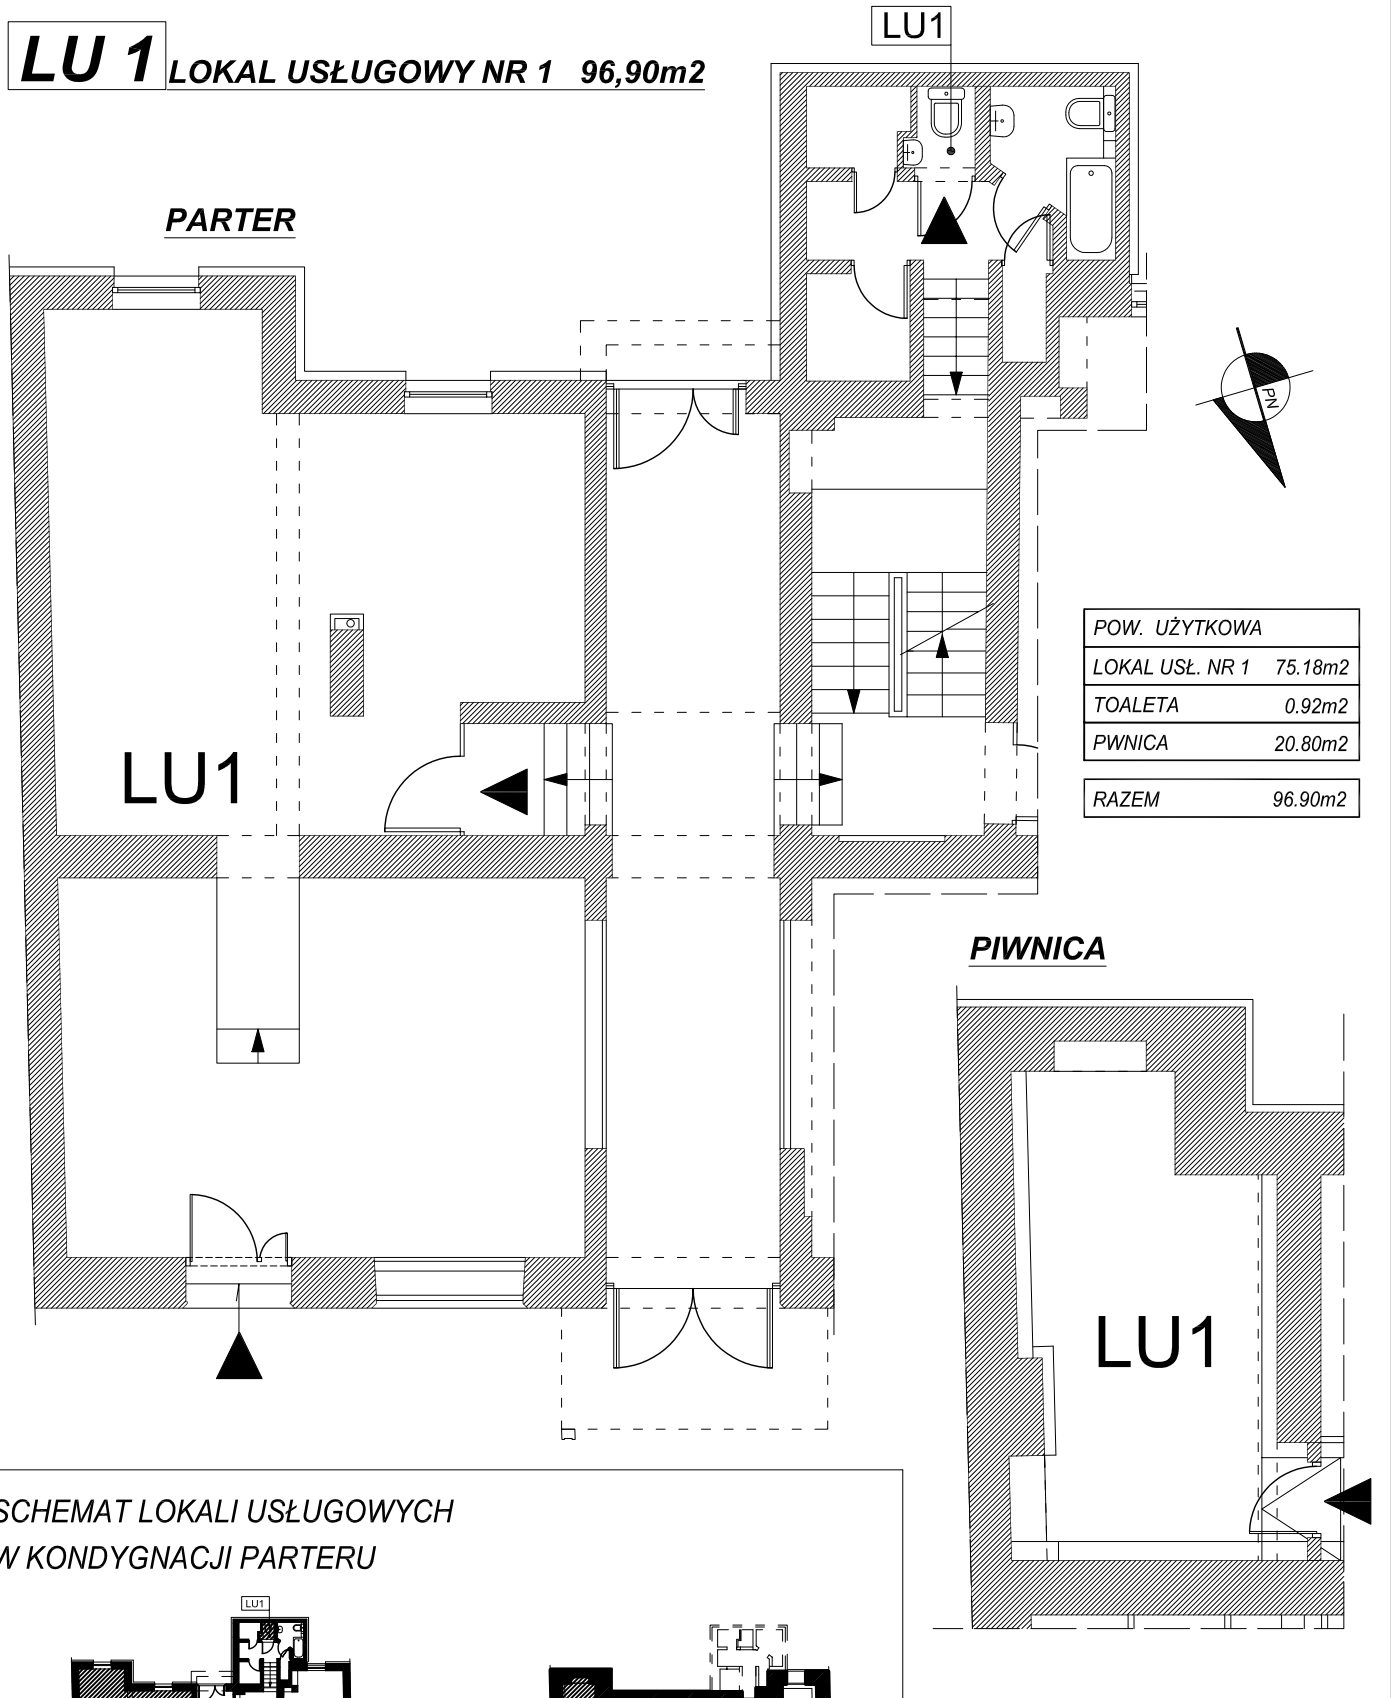 LU1
LU 1 LOKAL USŁUGOWY NR 1 96,90m2
PARTER
PN
POW. UŻYTKOWA
LOKAL USŁ. NR 1 75.18m2
TOALETA 0.92m2
PWNICA 20.80m2
RAZEM 96.90m2
LU1
PIWNICA
LU1
SCHEMAT LOKALI USŁUGOWYCH
W KONDYGNACJI PARTERU
LU1